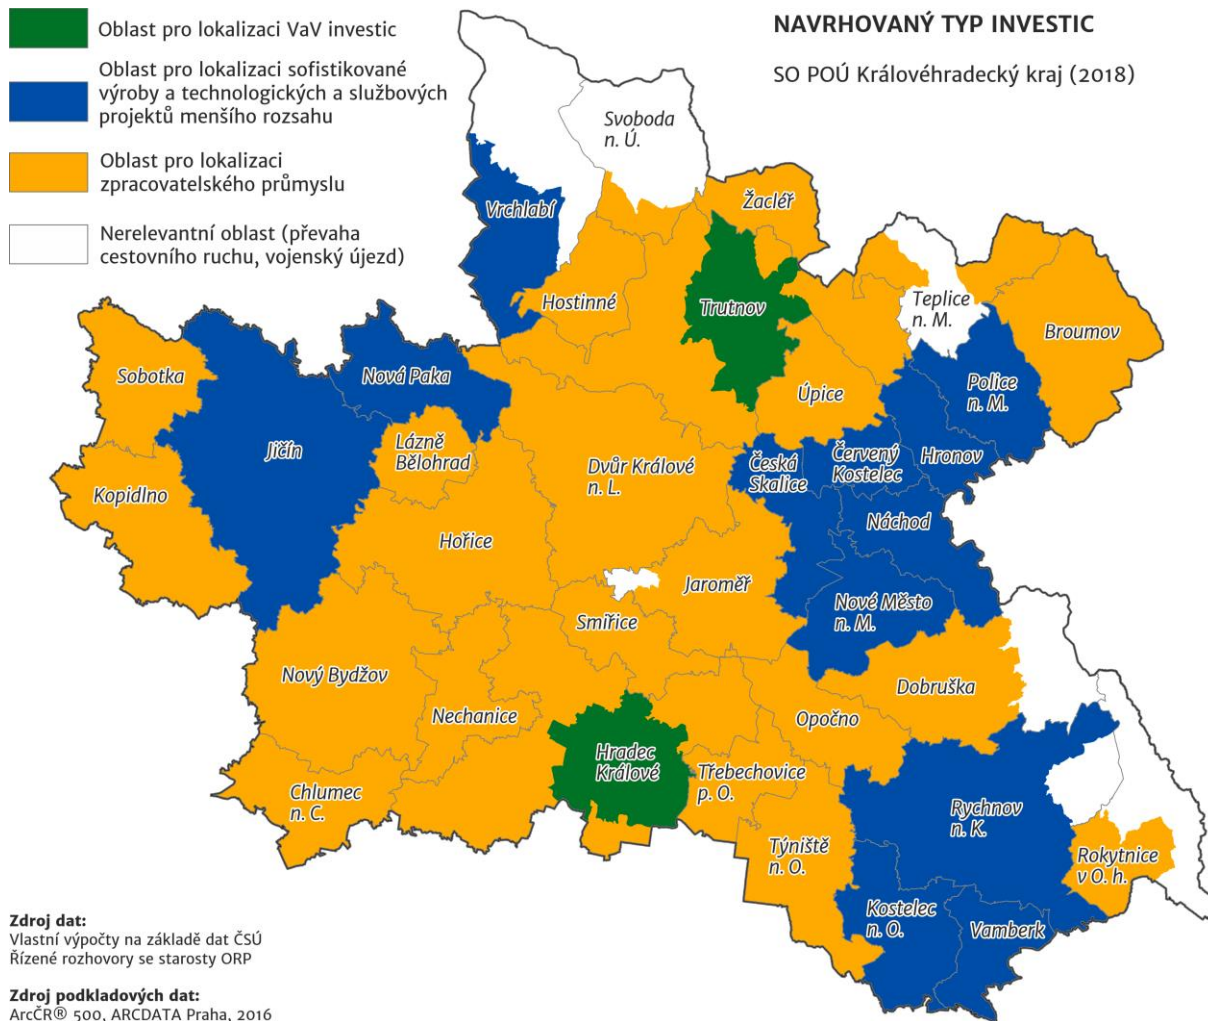 NAVRHOVANÝ TYP INVESTIC
SO POÚ Královéhradecký kraj (2018)
Oblast pro lokalizaci VaV investic
Oblast pro lokalizaci sofistikované
výroby a technologických a službových
projektů menšího rozsahu
Oblast pro lokalizaci
zpracovatelského průmyslu
Nerelevantní oblast (převaha
cestovního ruchu, vojenský újezd)
Svoboda
n. Ú.
Vrchlabí
Žacléř
Hostinné
Trutnov
Teplice
n. M.
Broumov
Sobotka
Nová Paka
Úpice
Police
n. M.
Jičín
Lázně
Bělohrad
Dvůr Králové
n. L.
Česká
Skalice
Červený
Kostelec
Hronov
Kopidlno
Náchod
Hořice
Jaroměř
Nové Město
n. M.
Smiřice
Nový Bydžov
Dobruška
Nechanice
Opočno
Hradec
Králové
Třebechovice
p. O.
Chlumec
n. C.
Rychnov
n. K.
Týniště
n. O.
Rokytnice
v O. h.
Kostelec
n. O.
Vamberk
Zdroj dat:
Vlastní výpočty na základě dat ČSÚ
Řízené rozhovory se starosty ORP
Zdroj podkladových dat:
ArcČR® 500, ARCDATA Praha, 2016